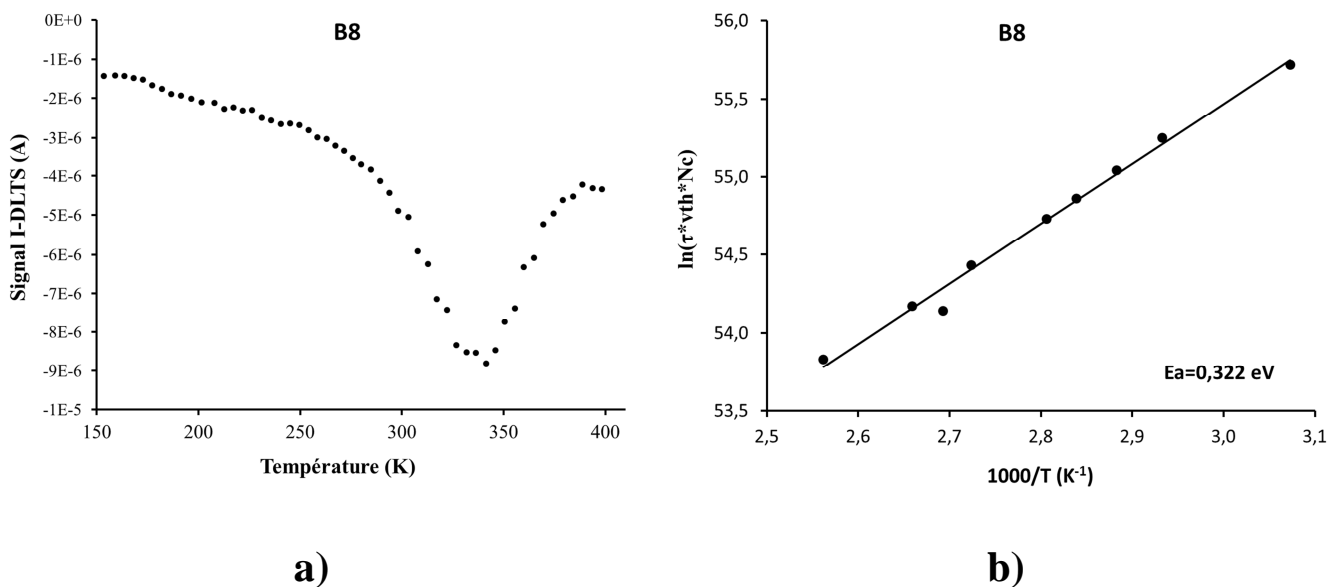 B8
0E+0
-1E-6
-2E-6
-3E-6
-4E-6
-5E-6
-6E-6
-7E-6
-8E-6
-9E-6
-1E-5
Signal I-DLTS (A)
150 200 250 300 350 400
Température (K)
a)
B8
56,0
55,5
55,0
54,5
54,0
53,5
ln(τ*vth*Nc)
Ea=0,322 eV
2,5 2,6 2,7 2,8 2,9 3,0 3,1
1000/T (K⁻¹)
b)